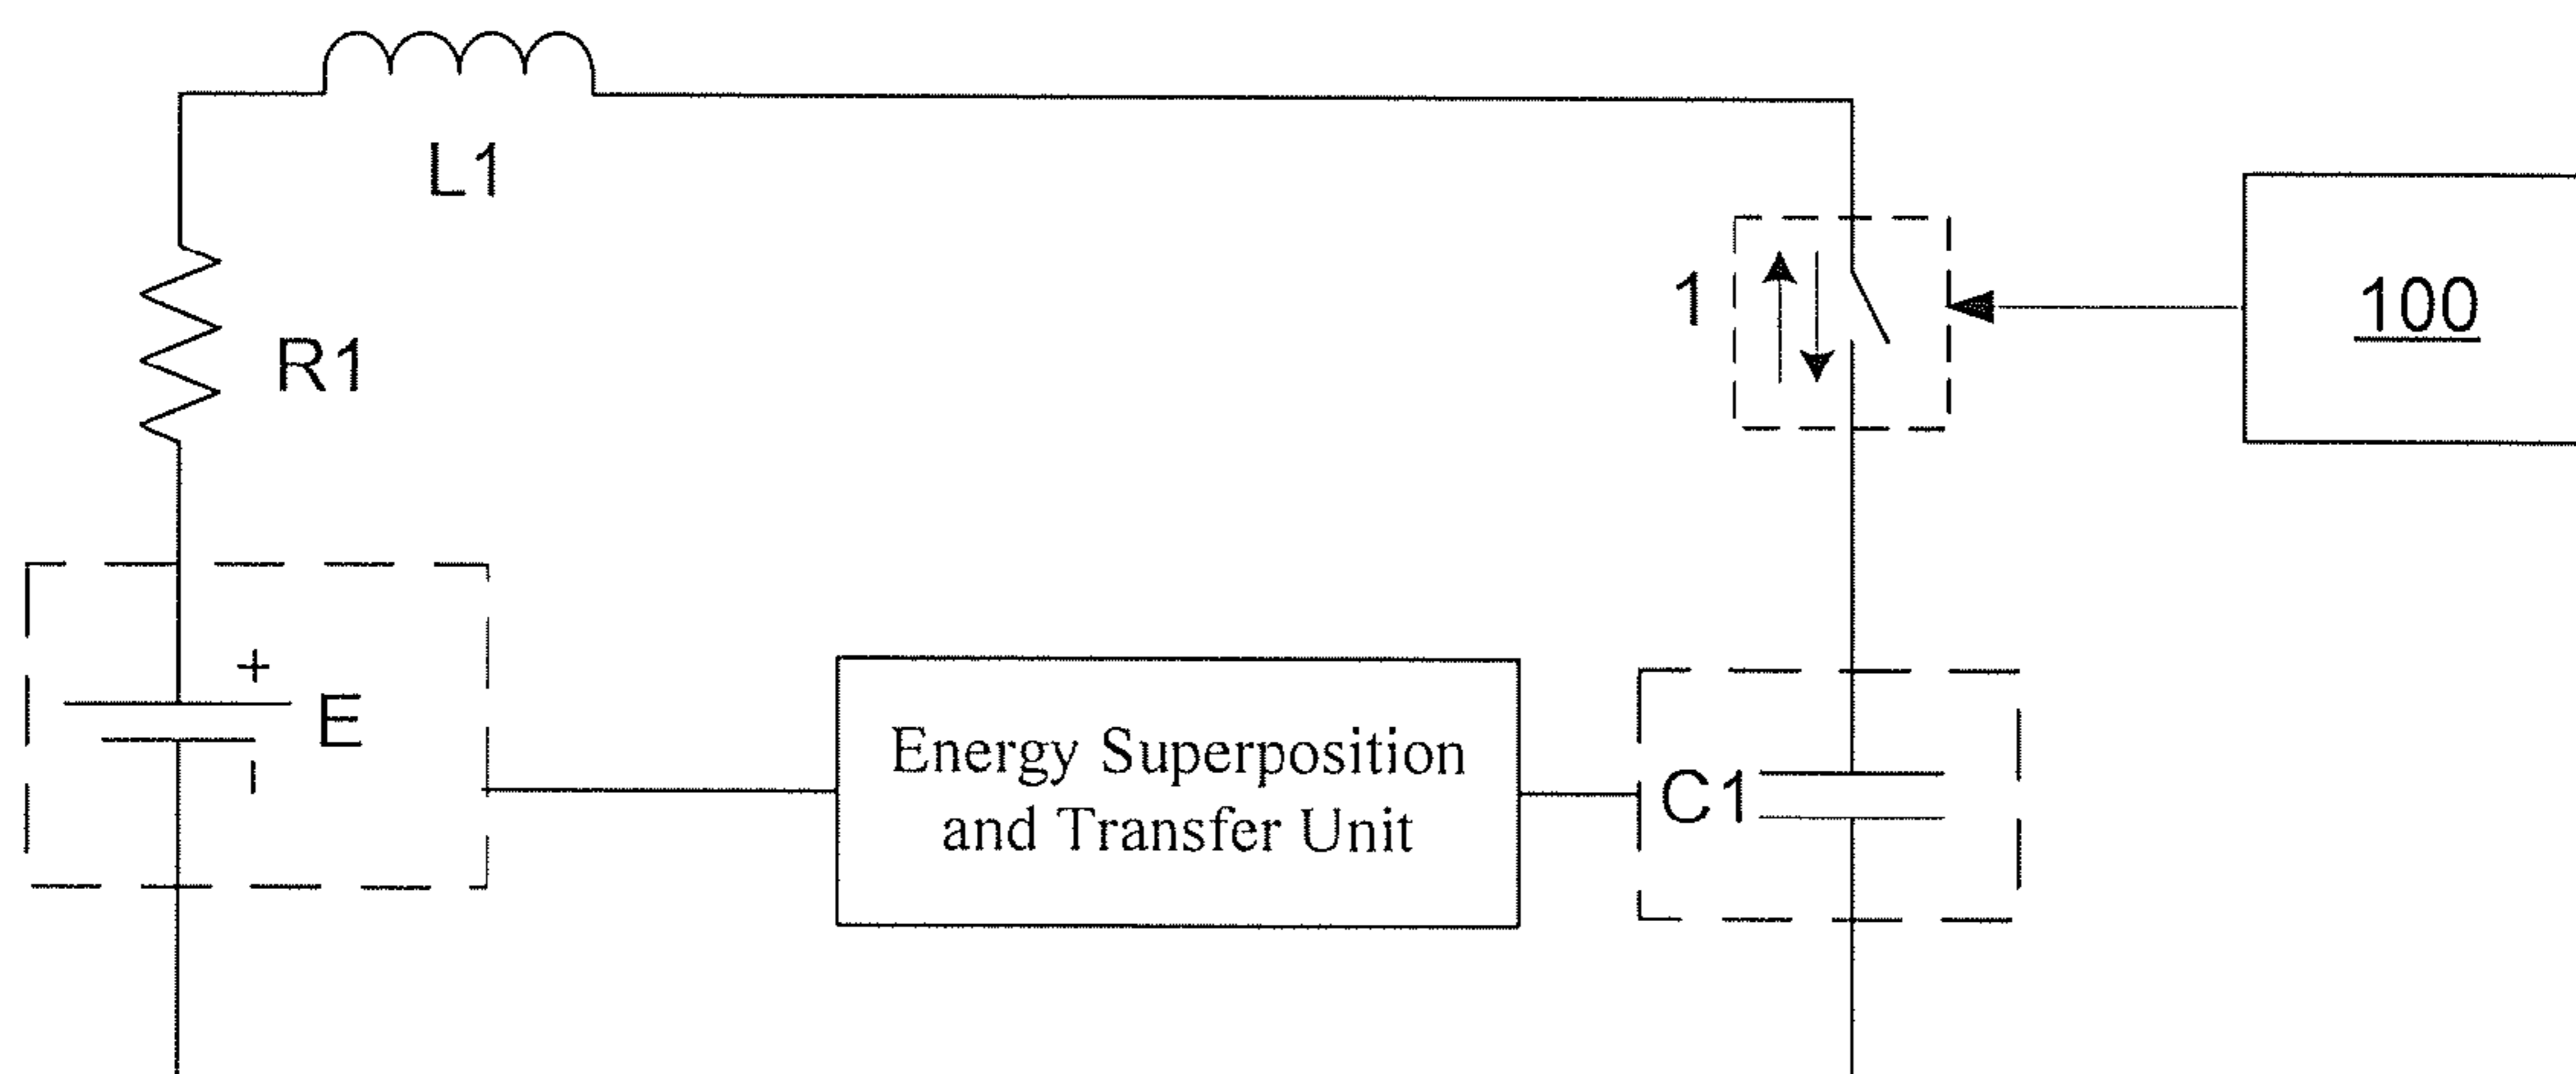 L1
R1
1
100
+
E
−
Energy Superposition
and Transfer Unit
C1